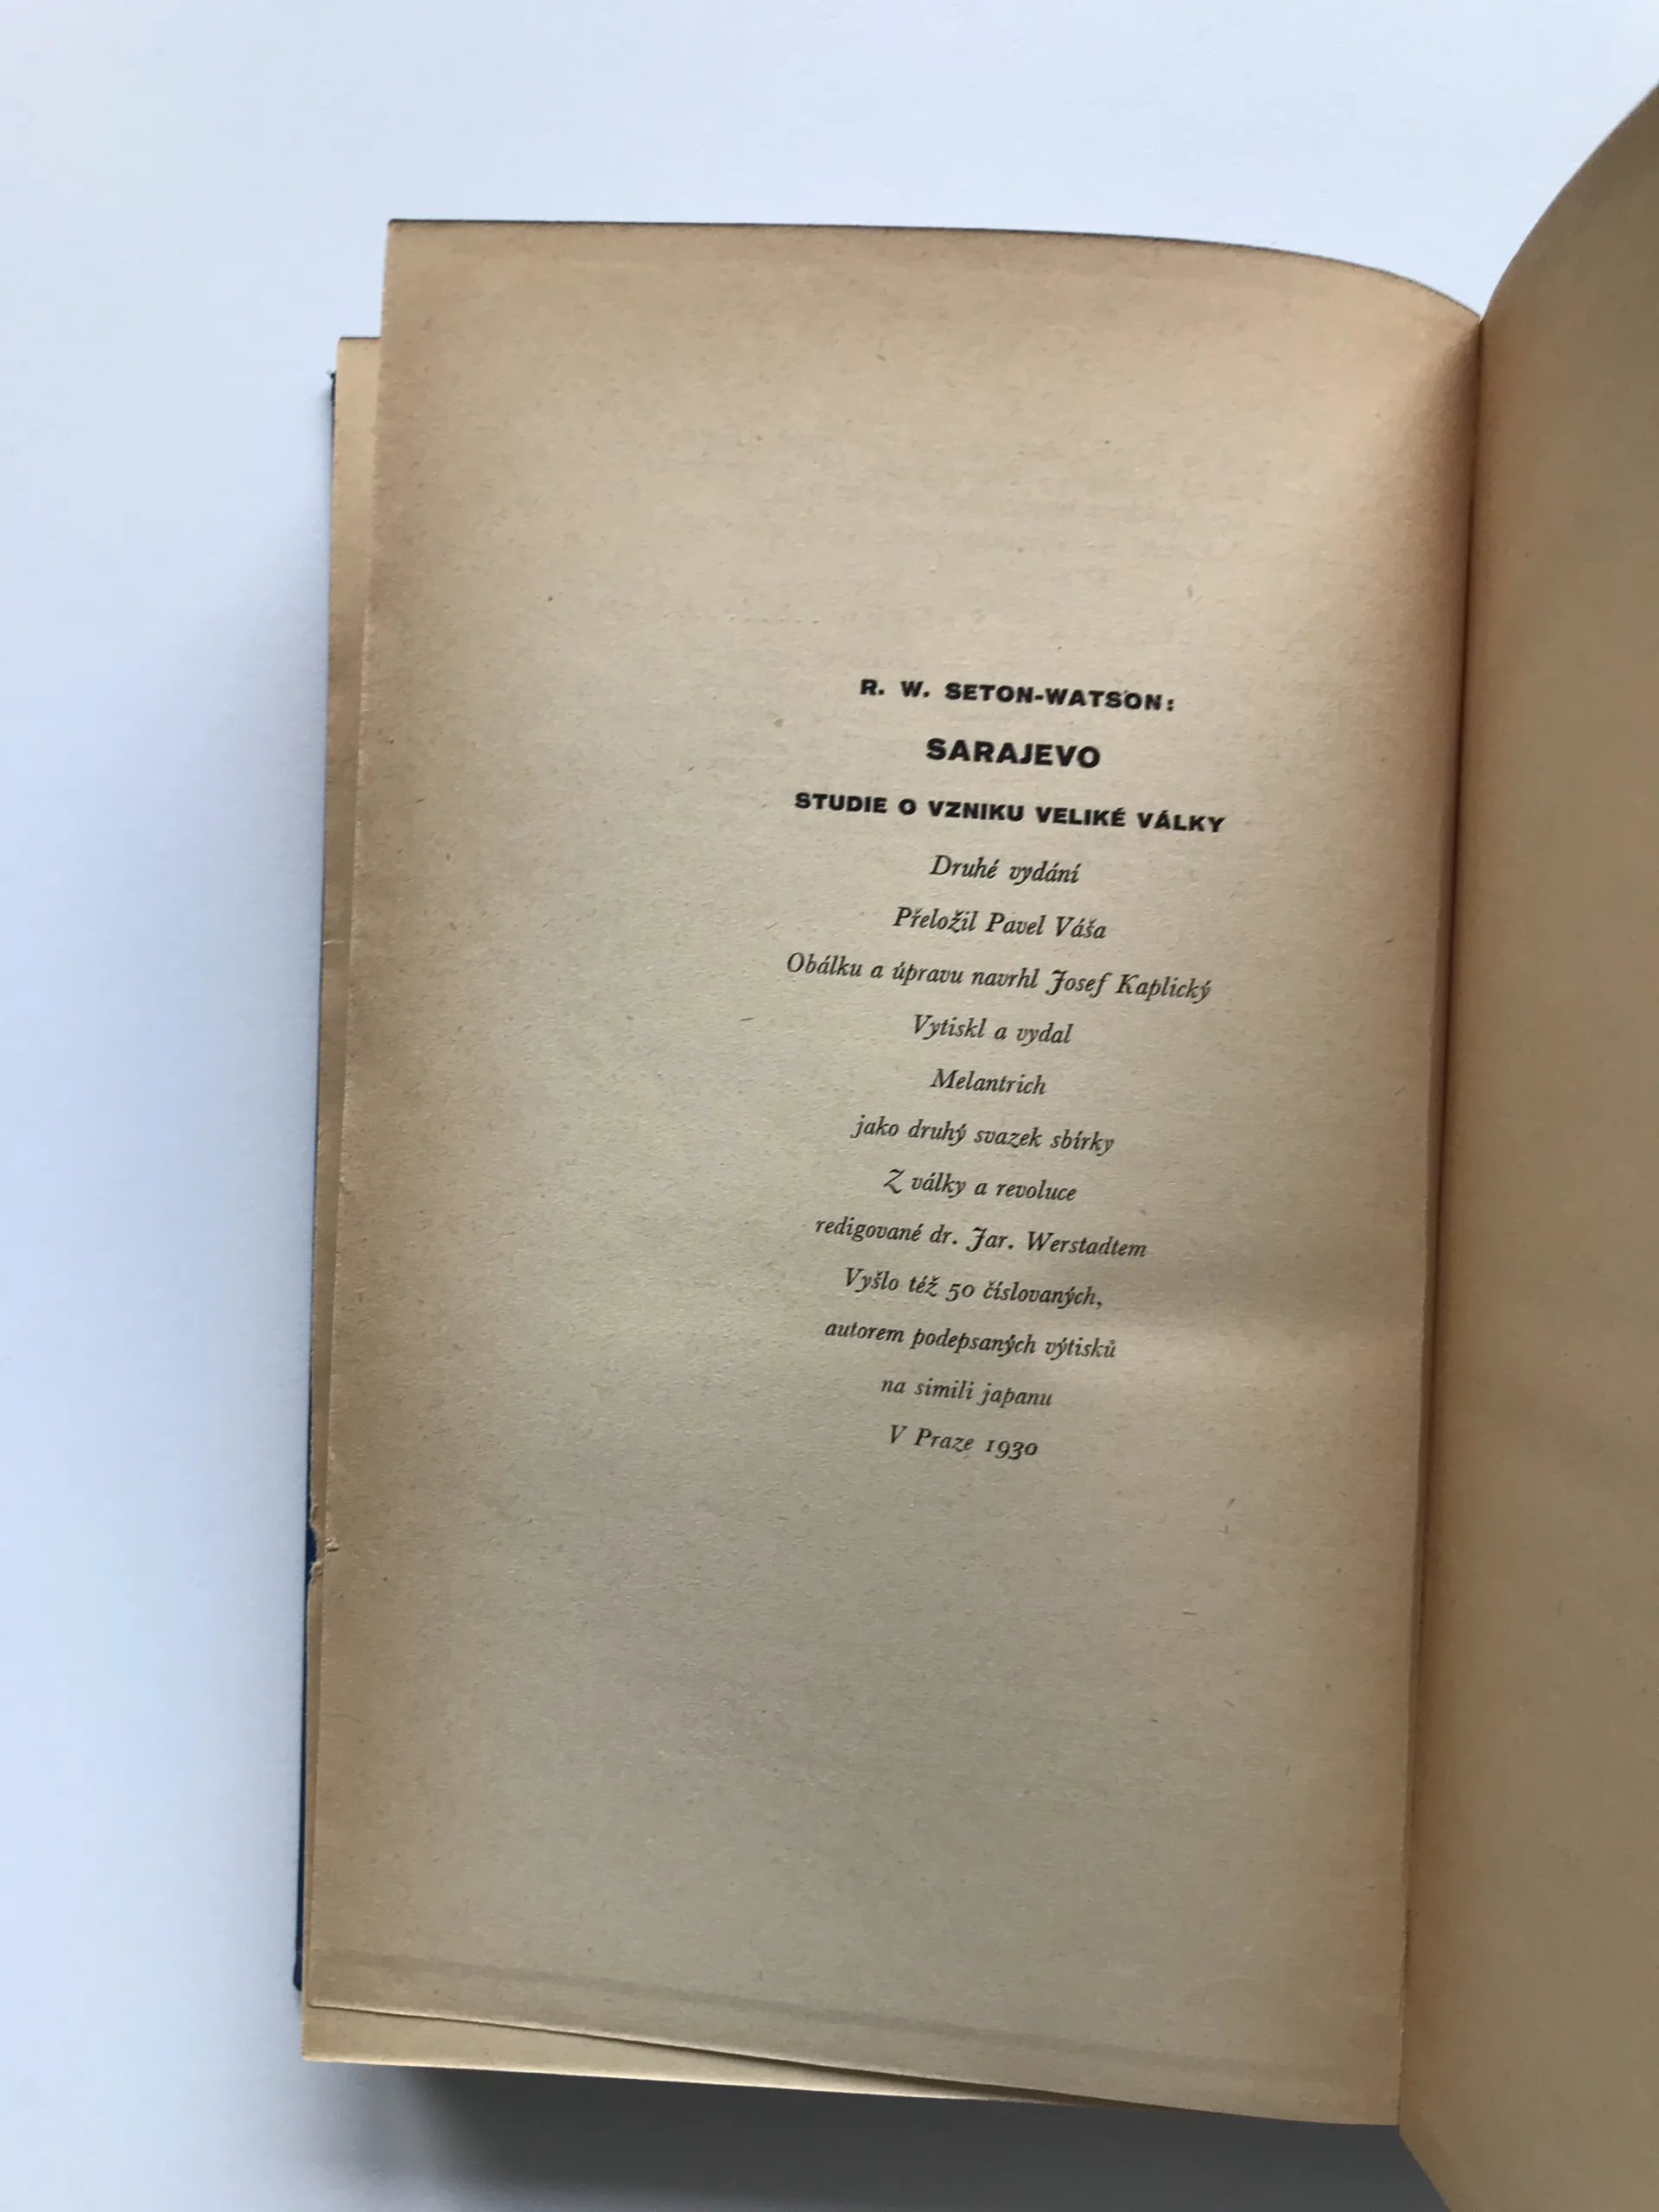 R. W. SETON-WATSON:
SARAJEVO
STUDIE O VZNIKU VELIKÉ VÁLKY
Druhé vydání
Přeložil Pavel Váša
Obálku a úpravu navrhl Josef Kaplický
Vytiskl a vydal
Melantrich
jako druhý svazek sbírky
Z války a revoluce
redigované dr. Jar. Werstadtem
Vyšlo též 50 číslovaných,
autorem podepsaných výtisků
na simili japanu
V Praze 1930